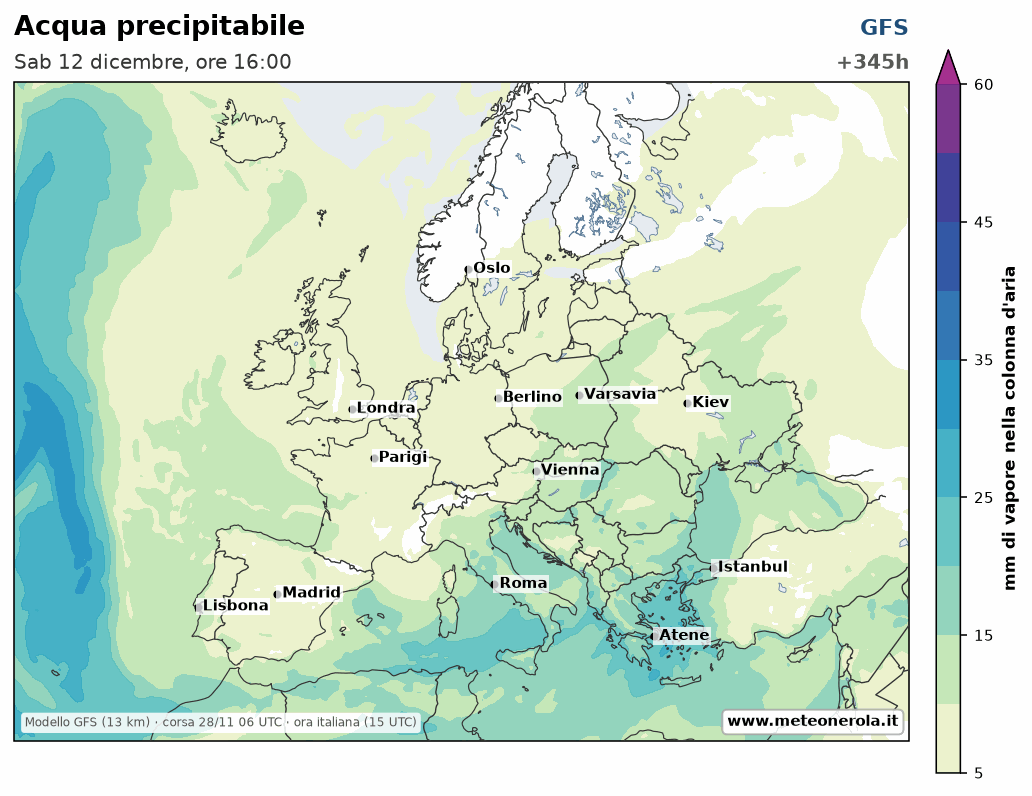 Acqua precipitabile
GFS
Sab 12 dicembre, ore 16:00
+345h
60
45
35
25
15
5
mm di vapore nella colonna d'aria
Oslo
Londra
Berlino
Varsavia
Kiev
Parigi
Vienna
Istanbul
Roma
Madrid
Lisbona
Atene
Modello GFS (13 km) · corsa 28/11 06 UTC · ora italiana (15 UTC)
www.meteonerola.it